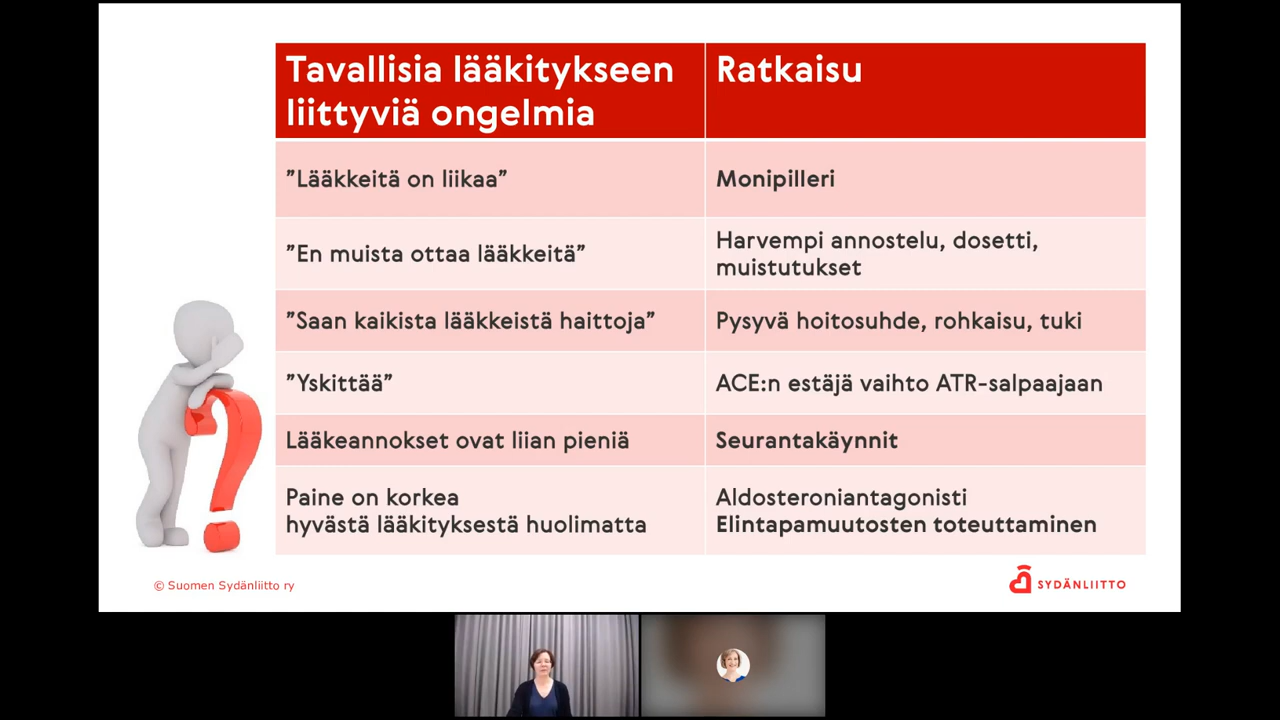 Tavallisia lääkitykseen
liittyviä ongelmia
Ratkaisu
”Lääkkeitä on liikaa”
Monipilleri
”En muista ottaa lääkkeitä”
Harvempi annostelu, dosetti,
muistutukset
”Saan kaikista lääkkeistä haittoja”
Pysyvä hoitosuhde, rohkaisu, tuki
”Yskittää”
ACE:n estäjä vaihto ATR-salpaajaan
Lääkeannokset ovat liian pieniä
Seurantakäynnit
Paine on korkea
hyvästä lääkityksestä huolimatta
Aldosteroniantagonisti
Elintapamuutosten toteuttaminen
© Suomen Sydänliitto ry
SYDÄNLIITTO